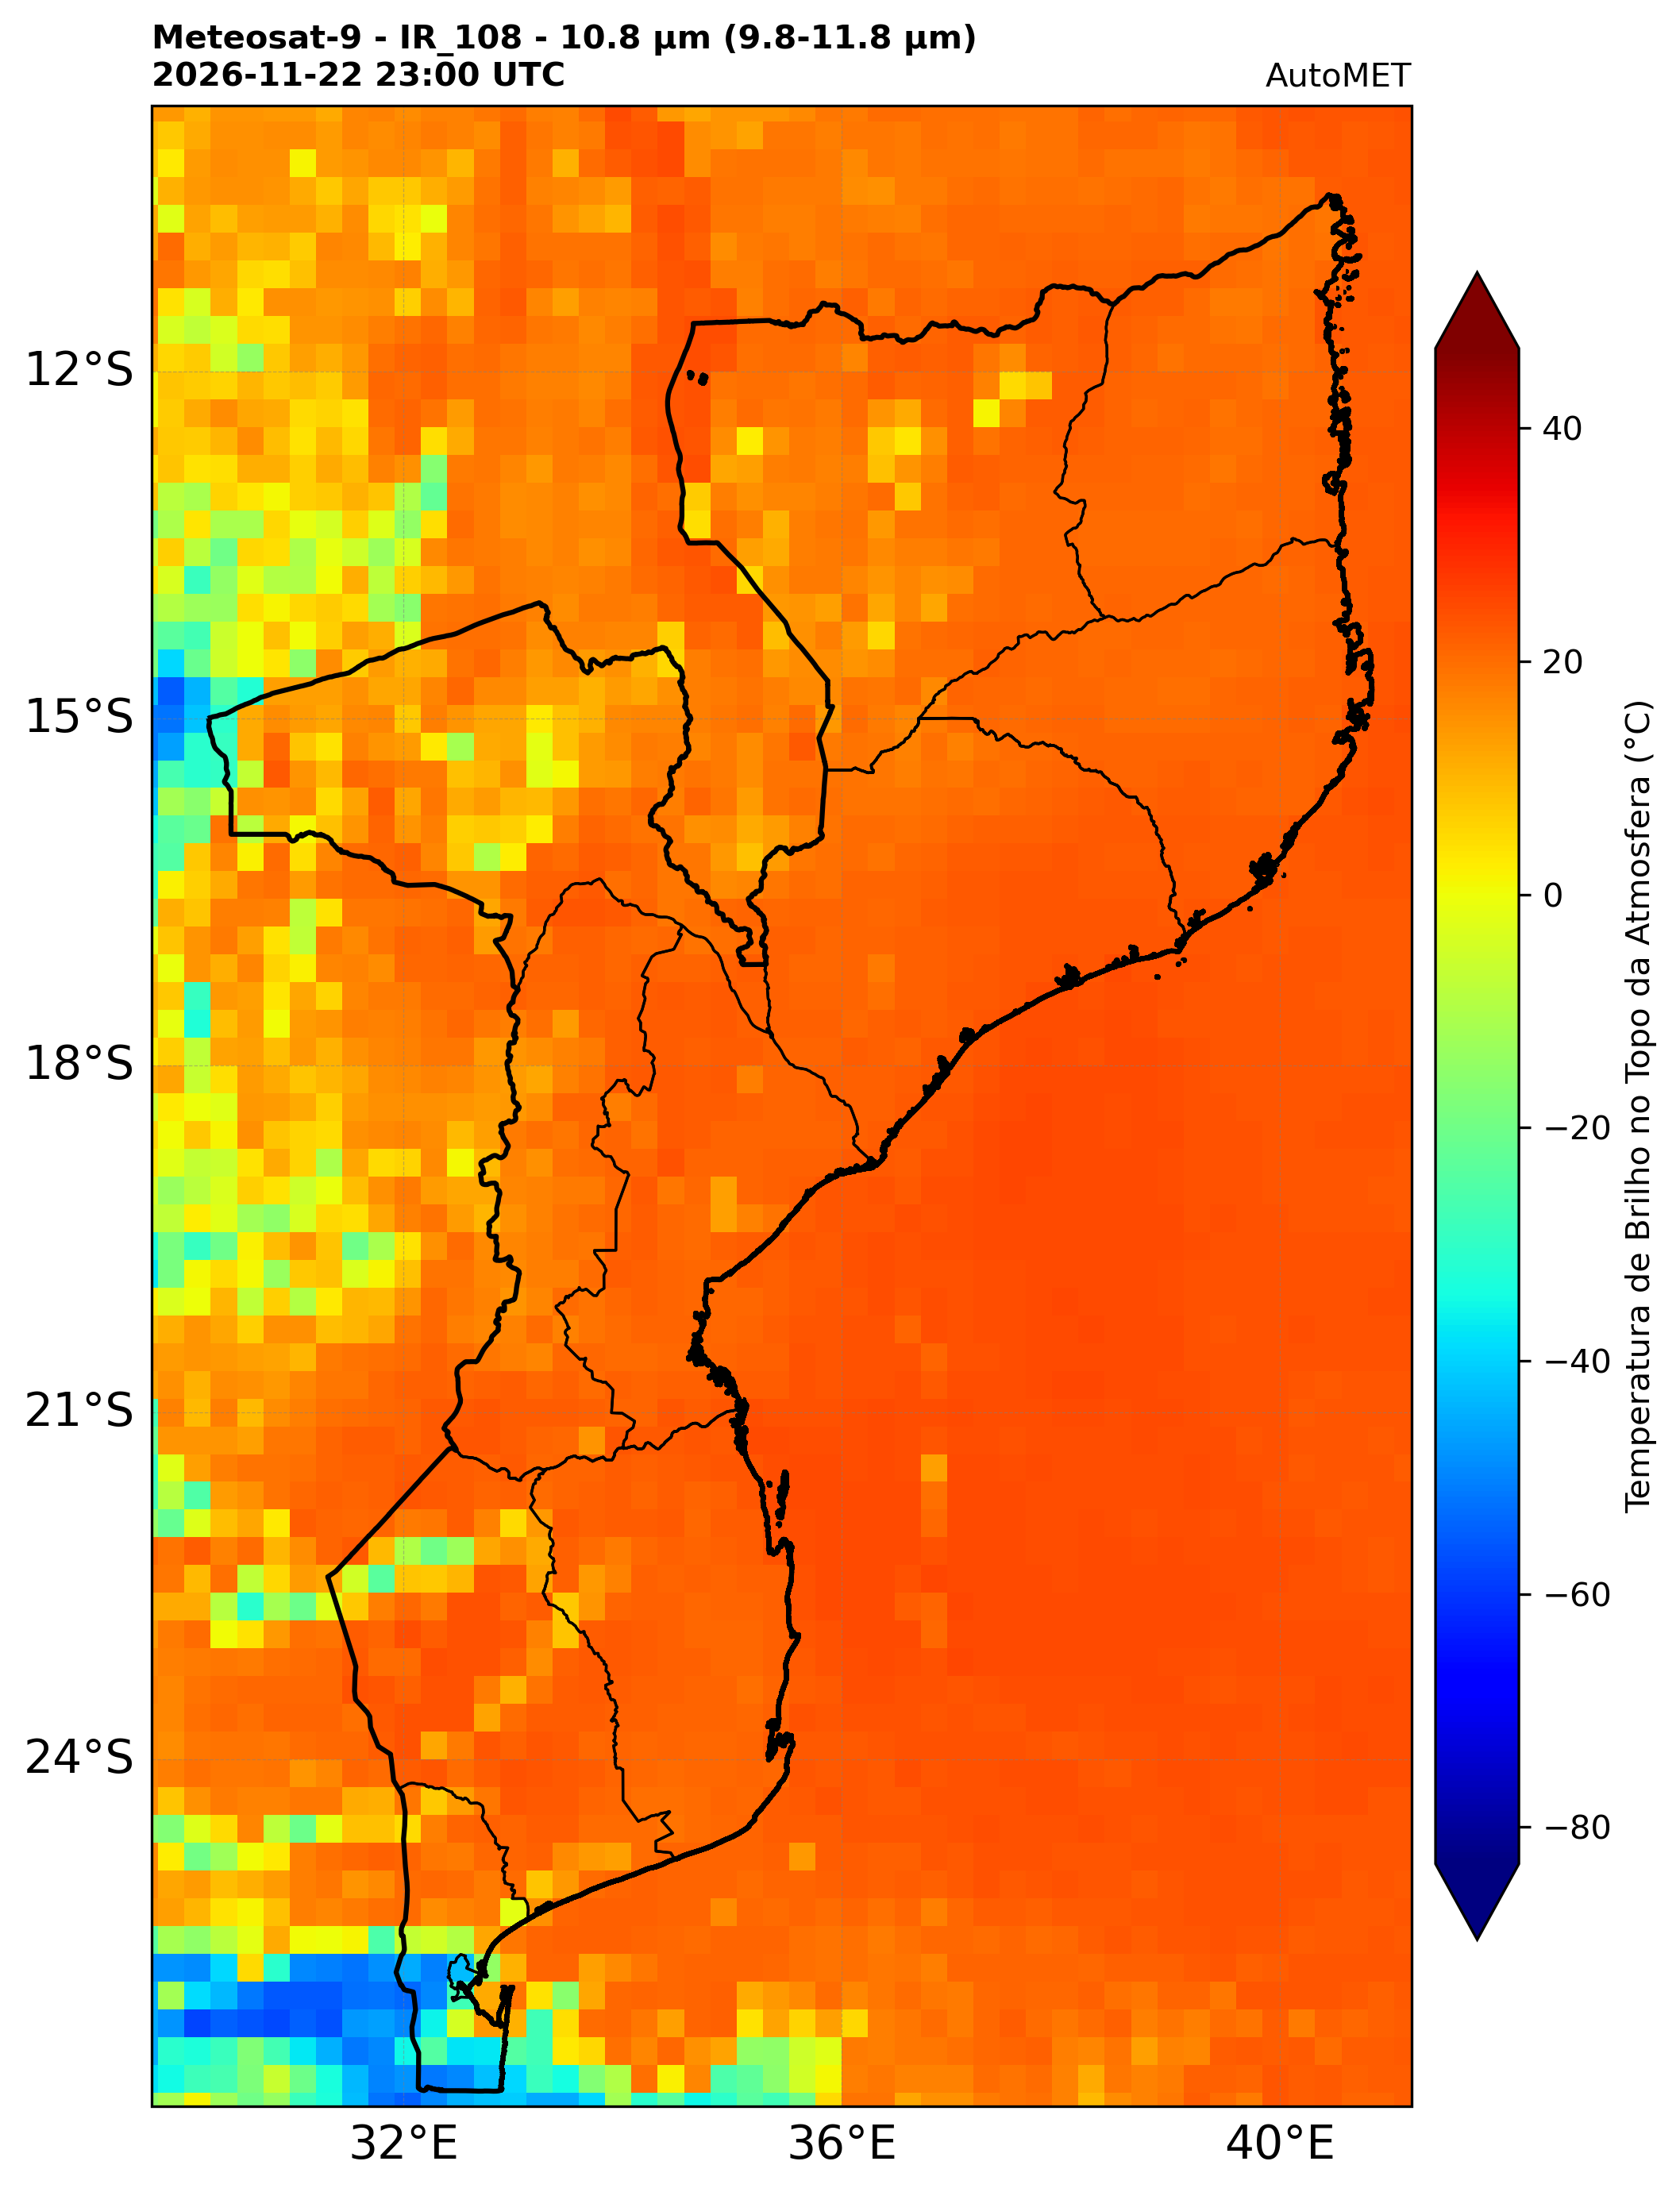 Meteosat-9 - IR_108 - 10.8 µm (9.8-11.8 µm)
2026-11-22 23:00 UTC
AutoMET
12°S
15°S
18°S
21°S
24°S
32°E
36°E
40°E
40
20
0
−20
−40
−60
−80
Temperatura de Brilho no Topo da Atmosfera (°C)